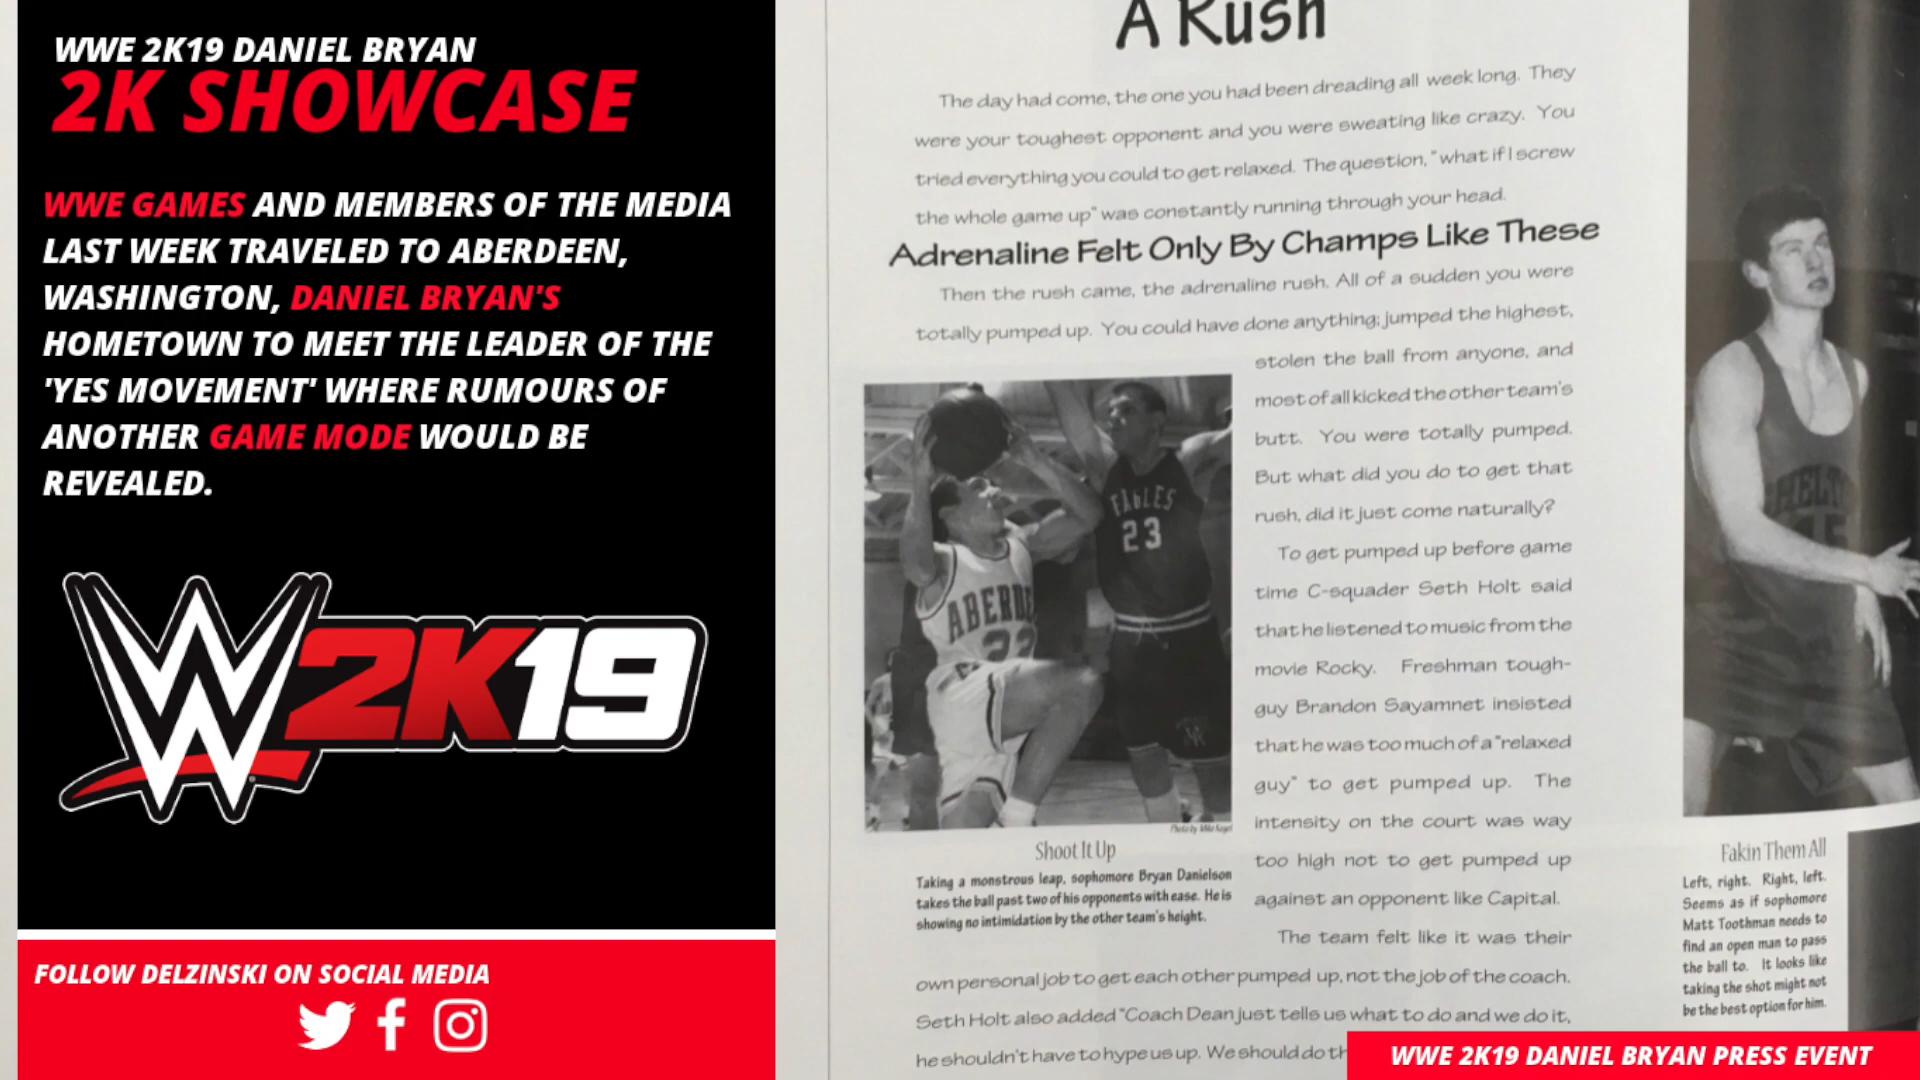 WWE 2K19 DANIEL BRYAN
2K SHOWCASE
WWE GAMES AND MEMBERS OF THE MEDIA
LAST WEEK TRAVELED TO ABERDEEN,
WASHINGTON, DANIEL BRYAN'S
HOMETOWN TO MEET THE LEADER OF THE
'YES MOVEMENT' WHERE RUMOURS OF
ANOTHER GAME MODE WOULD BE
REVEALED.
W 2K19
FOLLOW DELZINSKI ON SOCIAL MEDIA
A Rush
The day had come, the one you had been dreading all week long. They
were your toughest opponent and you were sweating like crazy. You
tried everything you could to get relaxed. The question, "what if I screw
the whole game up" was constantly running through your head.
Adrenaline Felt Only By Champs Like These
Then the rush came, the adrenaline rush. All of a sudden you were
totally pumped up. You could have done anything; jumped the highest,
stolen the ball from anyone, and
most of all kicked the other team's
butt. You were totally pumped.
But what did you do to get that
rush, did it just come naturally?
To get pumped up before game
time C-squader Seth Holt said
that he listened to music from the
movie Rocky. Freshman tough-
guy Brandon Sayamnet insisted
that he was too much of a "relaxed
guy" to get pumped up. The
intensity on the court was way
too high not to get pumped up
against an opponent like Capital.
The team felt like it was their
own personal job to get each other pumped up, not the job of the coach.
Seth Holt also added "Coach Dean just tells us what to do and we do it,
he shouldn't have to hype us up. We should do th
EAGLES
23
ABERD
Photo by Mike
Shoot It Up
Taking a monstrous leap, sophomore Bryan Danielson
takes the ball past two of his opponents with ease. He is
showing no intimidation by the other team's height.
Fakin Them All
Left, right. Right, left.
Seems as if sophomore
Matt Toothman needs to
find an open man to pass
the ball to. It looks like
taking the shot might not
be the best option for him.
WWE 2K19 DANIEL BRYAN PRESS EVENT